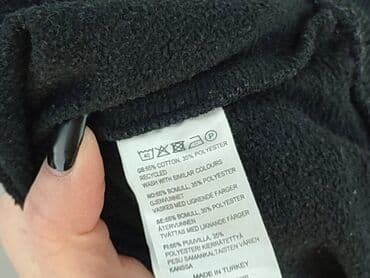 40 P
GB:65% COTTON, 35% POLYESTER
RECYCLED
WASH WITH SIMILAR COLOURS
NO:65% BOMULL, 35% POLYESTER
GJENVUNNET
VASKES MED LIGNENDE FARGER
SE:65% BOMULL, 35% POLYESTER
ÅTERVUNNEN
TVÄTTAS MED LIKNANDE FÄRGER
FI:65% PUUVILLA, 35%
POLYESTERI KIERRÄTETTYÄ
PESU SAMANKALTAISTEN VÄRIEN
KANSSA
MADE IN TURKEY